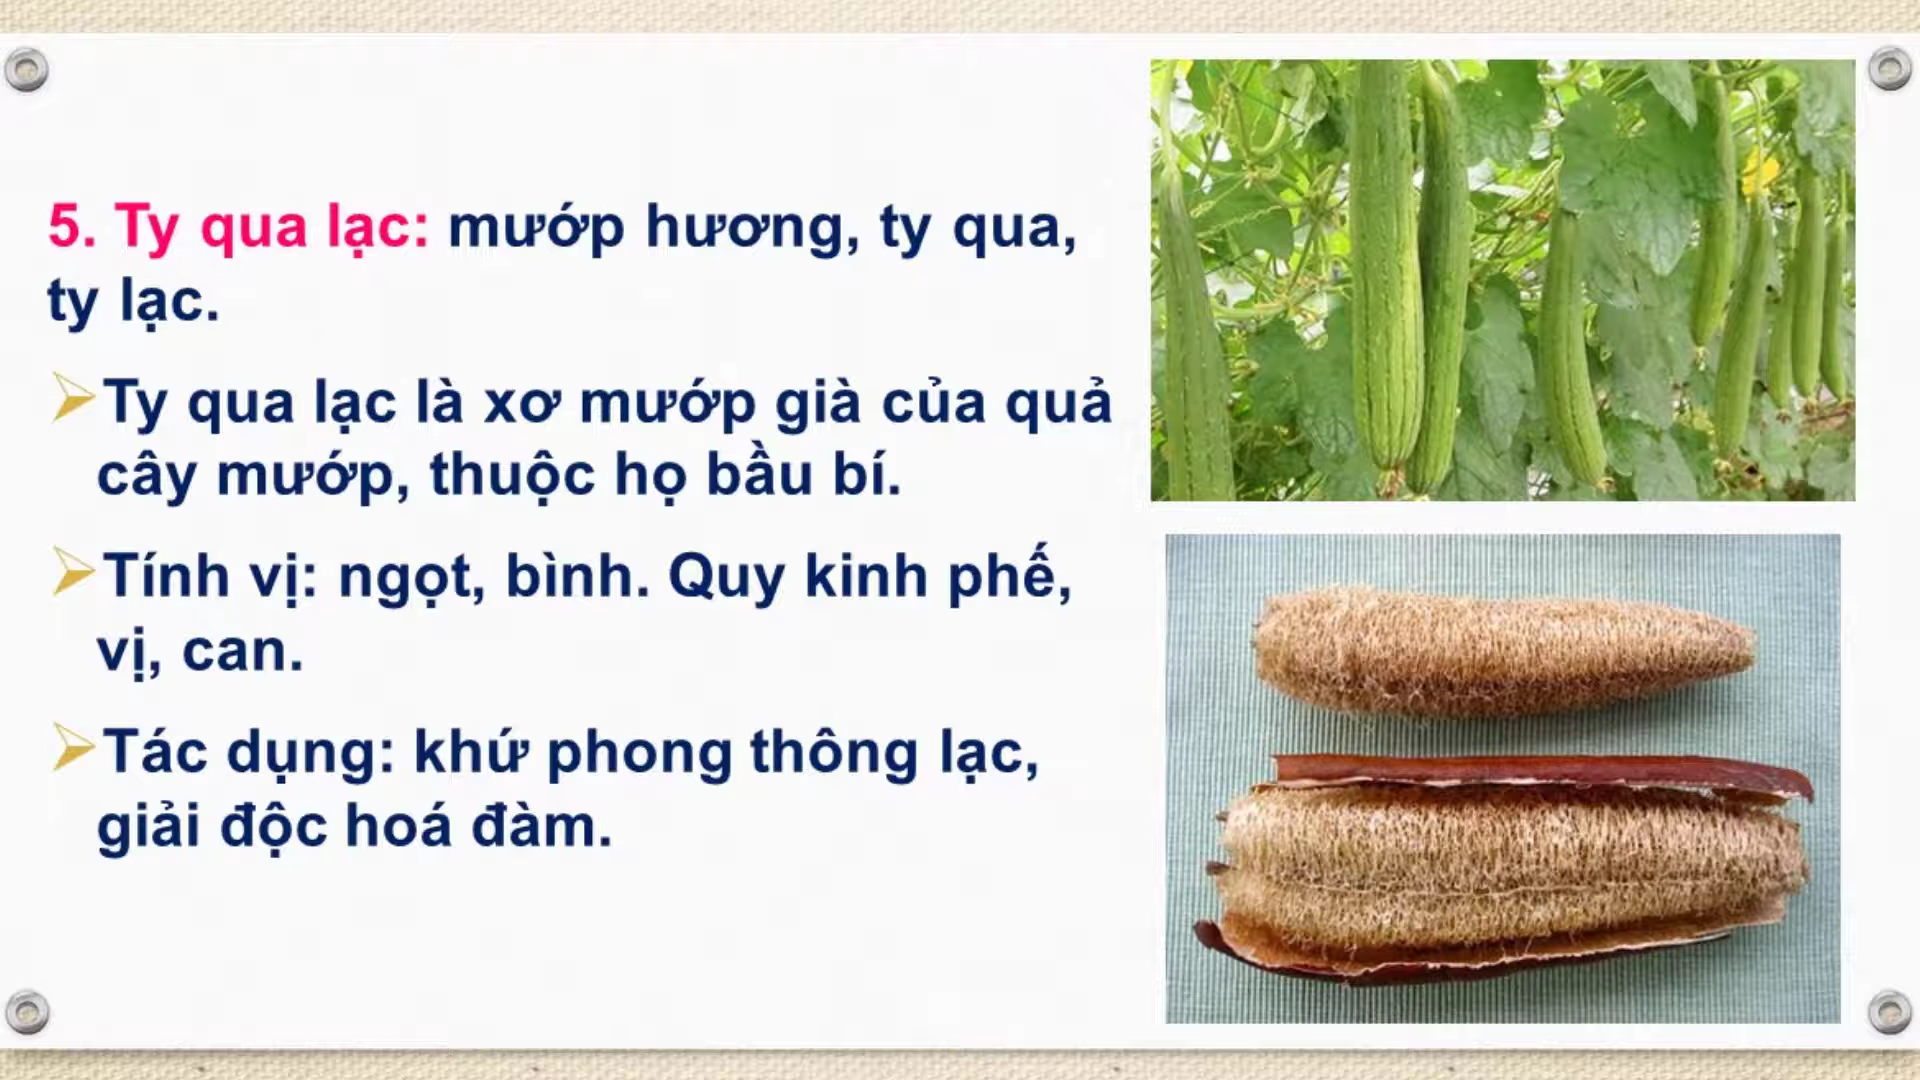 5. Ty qua lạc: mướp hương, ty qua,
ty lạc.
Ty qua lạc là xơ mướp già của quả
cây mướp, thuộc họ bầu bí.
Tính vị: ngọt, bình. Quy kinh phế,
vị, can.
Tác dụng: khứ phong thông lạc,
giải độc hoá đàm.